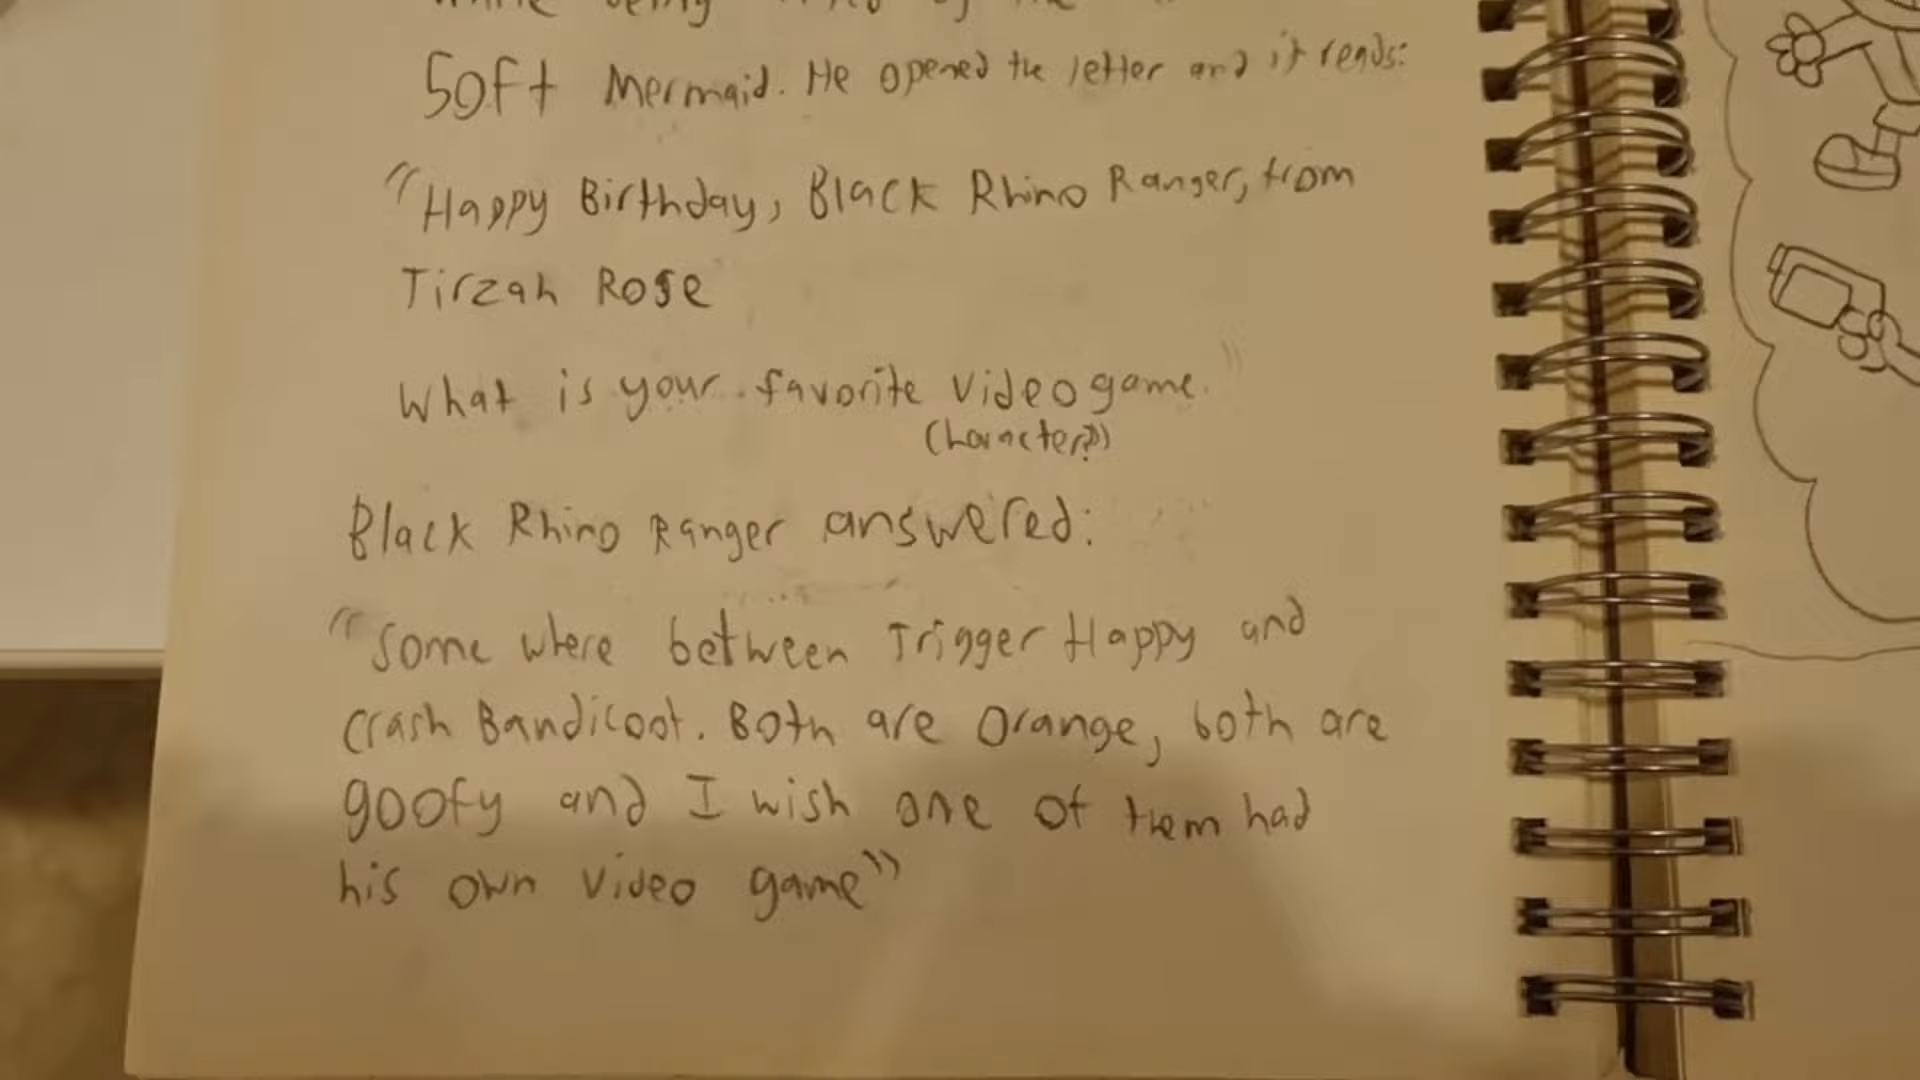 being
Soft Mermaid. He opened the letter and it reads:
"Happy Birthday, Black Rhino Ranger, from
Tirzah Rose
What is your favorite video game."
(Character?)
Black Rhino Ranger answered:
"Some where between Trigger Happy and
Crash Bandicoot. Both are orange, both are
goofy and I wish one of them had
his own video game"